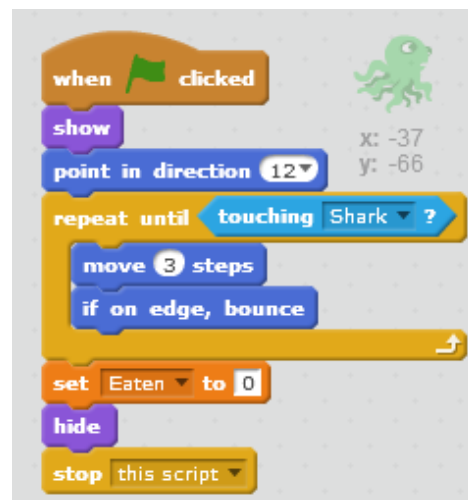 when clicked
show
x: -37
point in direction 12
y: -66
repeat until touching Shark ?
move 3 steps
if on edge, bounce
set Eaten to 0
hide
stop this script